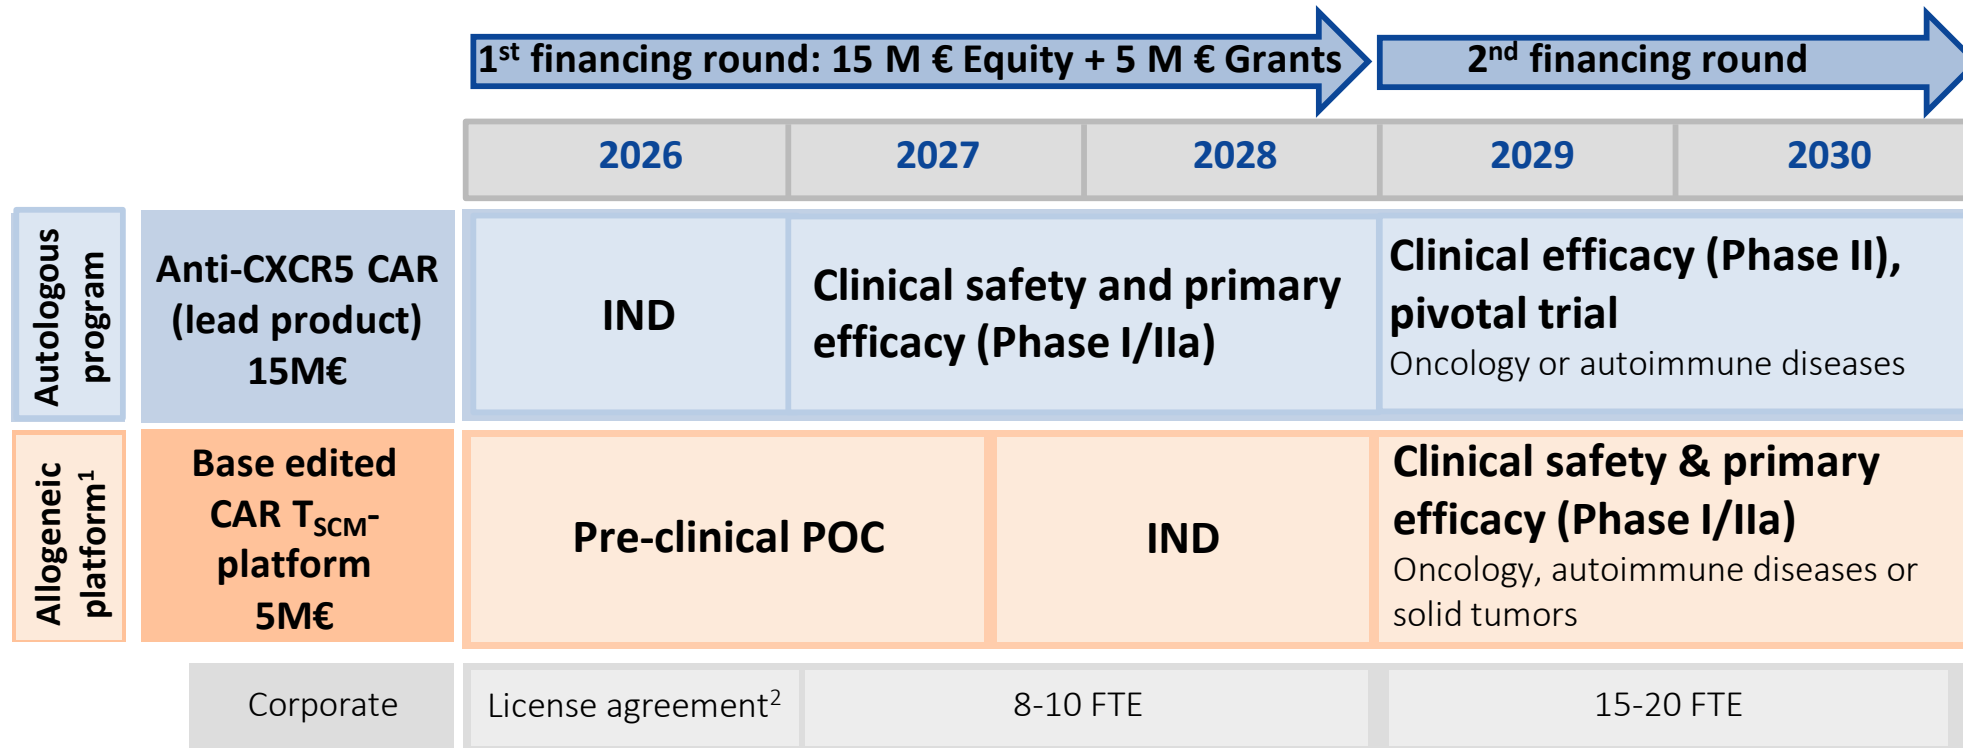 1st financing round: 15 M € Equity + 5 M € Grants
2nd financing round
2026
2027
2028
2029
2030
Autologous
program
Anti-CXCR5 CAR
(lead product)
15M€
IND
Clinical safety and primary
efficacy (Phase I/IIa)
Clinical efficacy (Phase II),
pivotal trial
Oncology or autoimmune diseases
Allogeneic
platform1
Base edited
CAR TSCM-
platform
5M€
Pre-clinical POC
IND
Clinical safety & primary
efficacy (Phase I/IIa)
Oncology, autoimmune diseases or
solid tumors
Corporate
License agreement2
8-10 FTE
15-20 FTE